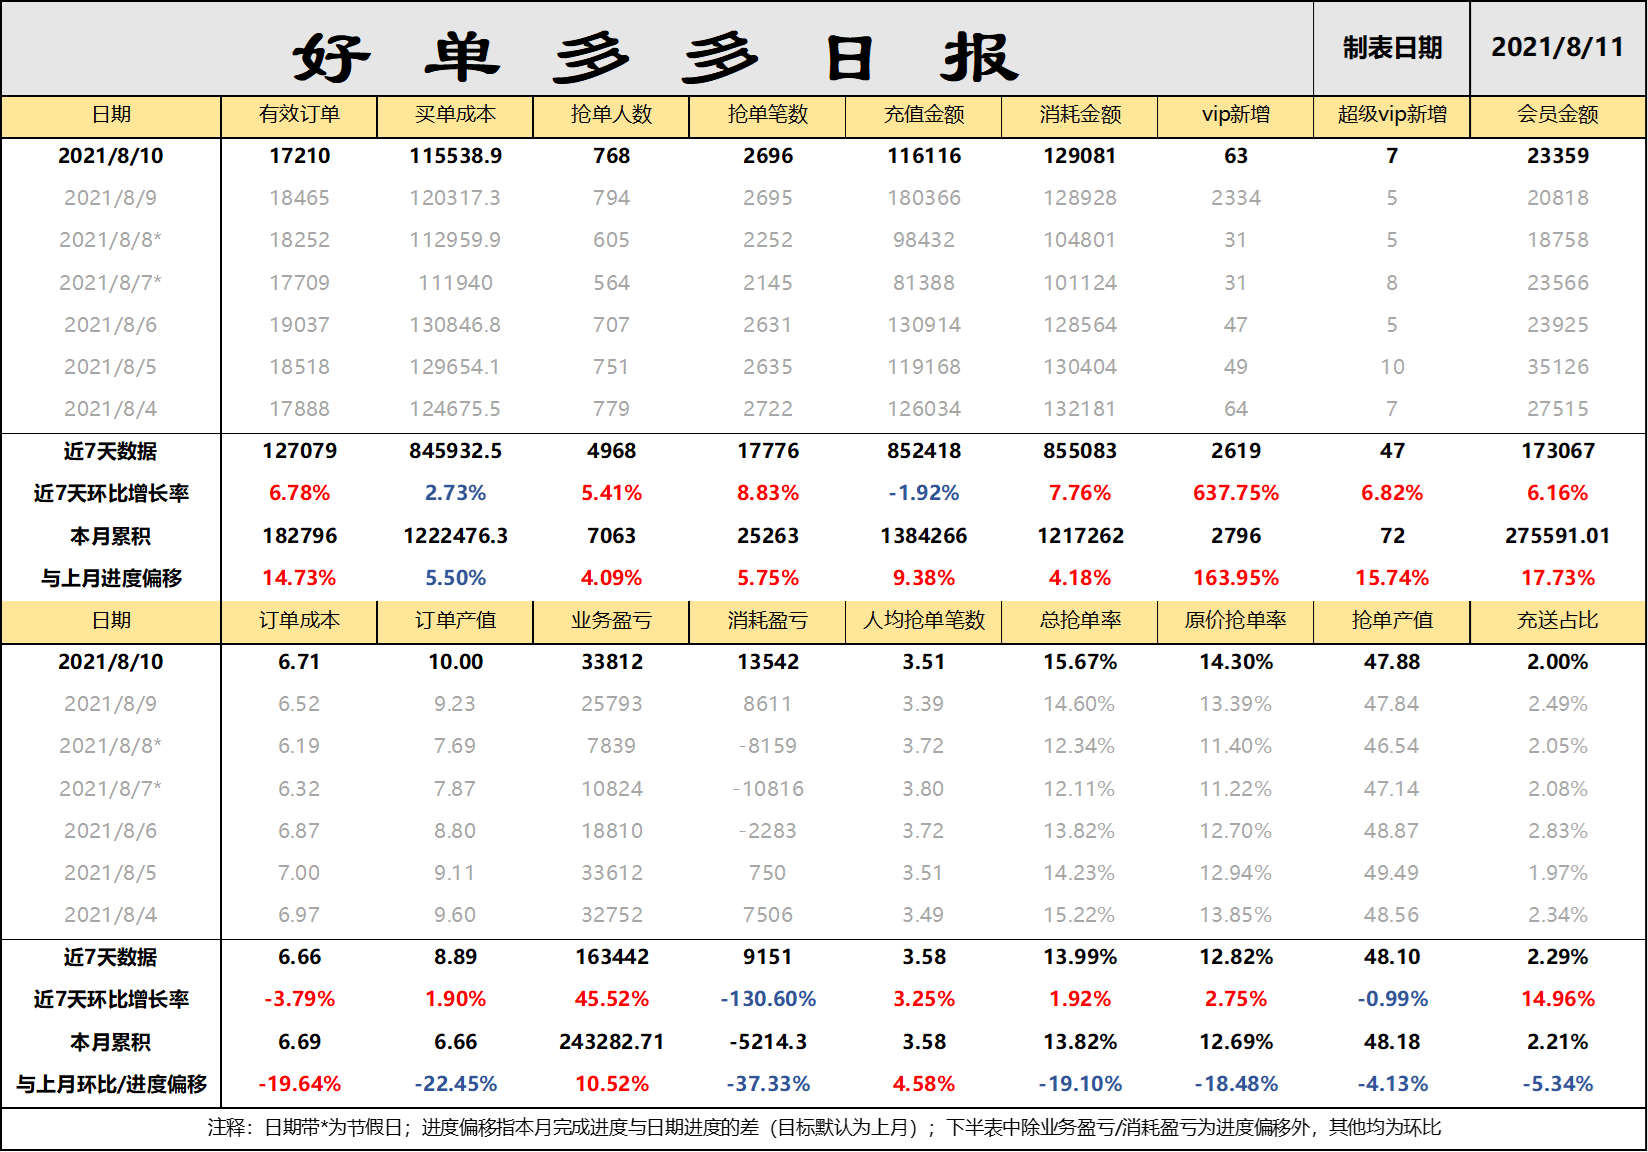 好单多多日报 制表日期 2021/8/11
日期 有效订单 买单成本 抢单人数 抢单笔数 充值金额 消耗金额 vip新增 超级vip新增 会员金额
2021/8/10 17210 115538.9 768 2696 116116 129081 63 7 23359
2021/8/9 18465 120317.3 794 2695 180366 128928 2334 5 20818
2021/8/8* 18252 112959.9 605 2252 98432 104801 31 5 18758
2021/8/7* 17709 111940 564 2145 81388 101124 31 8 23566
2021/8/6 19037 130846.8 707 2631 130914 128564 47 5 23925
2021/8/5 18518 129654.1 751 2635 119168 130404 49 10 35126
2021/8/4 17888 124675.5 779 2722 126034 132181 64 7 27515
近7天数据 127079 845932.5 4968 17776 852418 855083 2619 47 173067
近7天环比增长率 6.78% 2.73% 5.41% 8.83% -1.92% 7.76% 637.75% 6.82% 6.16%
本月累积 182796 1222476.3 7063 25263 1384266 1217262 2796 72 275591.01
与上月进度偏移 14.73% 5.50% 4.09% 5.75% 9.38% 4.18% 163.95% 15.74% 17.73%
日期 订单成本 订单产值 业务盈亏 消耗盈亏 人均抢单笔数 总抢单率 原价抢单率 抢单产值 充送占比
2021/8/10 6.71 10.00 33812 13542 3.51 15.67% 14.30% 47.88 2.00%
2021/8/9 6.52 9.23 25793 8611 3.39 14.60% 13.39% 47.84 2.49%
2021/8/8* 6.19 7.69 7839 -8159 3.72 12.34% 11.40% 46.54 2.05%
2021/8/7* 6.32 7.87 10824 -10816 3.80 12.11% 11.22% 47.14 2.08%
2021/8/6 6.87 8.80 18810 -2283 3.72 13.82% 12.70% 48.87 2.83%
2021/8/5 7.00 9.11 33612 750 3.51 14.23% 12.94% 49.49 1.97%
2021/8/4 6.97 9.60 32752 7506 3.49 15.22% 13.85% 48.56 2.34%
近7天数据 6.66 8.89 163442 9151 3.58 13.99% 12.82% 48.10 2.29%
近7天环比增长率 -3.79% 1.90% 45.52% -130.60% 3.25% 1.92% 2.75% -0.99% 14.96%
本月累积 6.69 6.66 243282.71 -5214.3 3.58 13.82% 12.69% 48.18 2.21%
与上月环比/进度偏移 -19.64% -22.45% 10.52% -37.33% 4.58% -19.10% -18.48% -4.13% -5.34%
注释：日期带*为节假日；进度偏移指本月完成进度与日期进度的差（目标默认为上月）；下半表中除业务盈亏/消耗盈亏为进度偏移外，其他均为环比